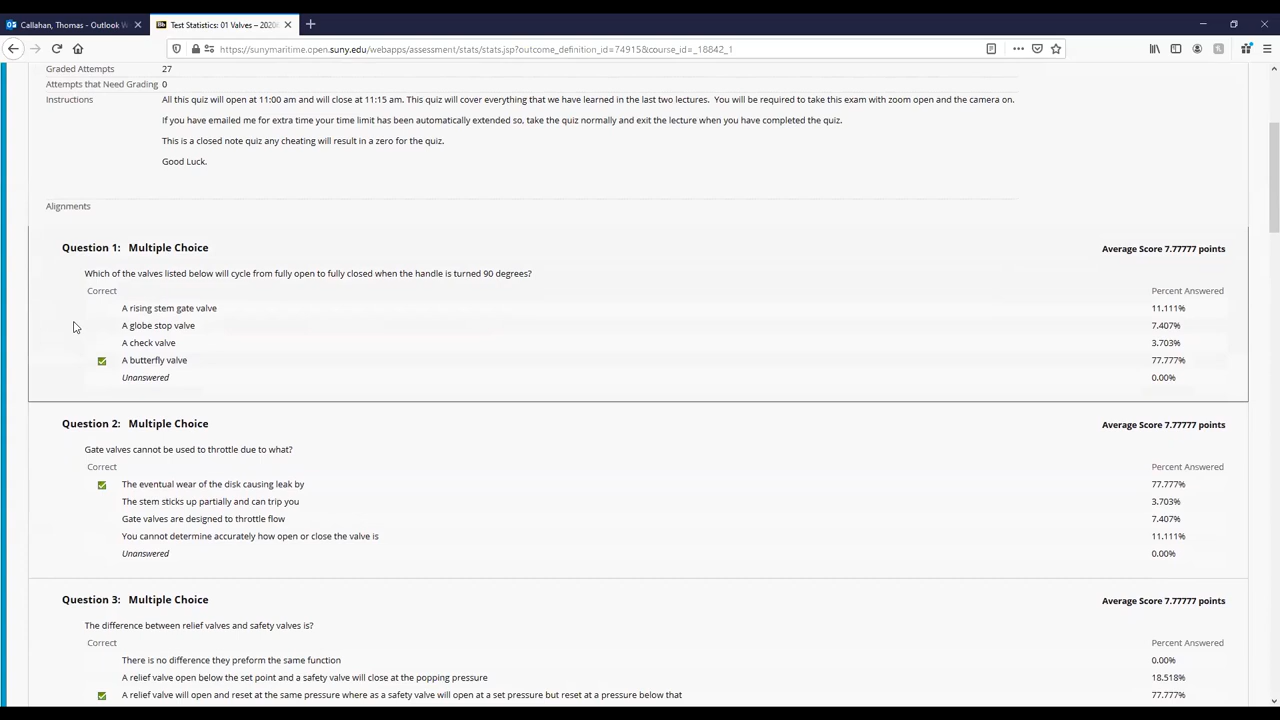 Callahan, Thomas - Outlook W
Test Statistics: 01 Valves – 2020F
https://sunymaritime.open.suny.edu/webapps/assessment/stats/stats.jsp?outcome_definition_id=74915&course_id=_18842_1
Graded Attempts 27
Attempts that Need Grading 0
Instructions All this quiz will open at 11:00 am and will close at 11:15 am. This quiz will cover everything that we have learned in the last two lectures. You will be required to take this exam with zoom open and the camera on.
If you have emailed me for extra time your time limit has been automatically extended so, take the quiz normally and exit the lecture when you have completed the quiz.
This is a closed note quiz any cheating will result in a zero for the quiz.
Good Luck.
Alignments
Question 1: Multiple Choice Average Score 7.77777 points
Which of the valves listed below will cycle from fully open to fully closed when the handle is turned 90 degrees?
Correct Percent Answered
A rising stem gate valve 11.111%
A globe stop valve 7.407%
A check valve 3.703%
A butterfly valve 77.777%
Unanswered 0.00%
Question 2: Multiple Choice Average Score 7.77777 points
Gate valves cannot be used to throttle due to what?
Correct Percent Answered
The eventual wear of the disk causing leak by 77.777%
The stem sticks up partially and can trip you 3.703%
Gate valves are designed to throttle flow 7.407%
You cannot determine accurately how open or close the valve is 11.111%
Unanswered 0.00%
Question 3: Multiple Choice Average Score 7.77777 points
The difference between relief valves and safety valves is?
Correct Percent Answered
There is no difference they preform the same function 0.00%
A relief valve open below the set point and a safety valve will close at the popping pressure 18.518%
A relief valve will open and reset at the same pressure where as a safety valve will open at a set pressure but reset at a pressure below that 77.777%